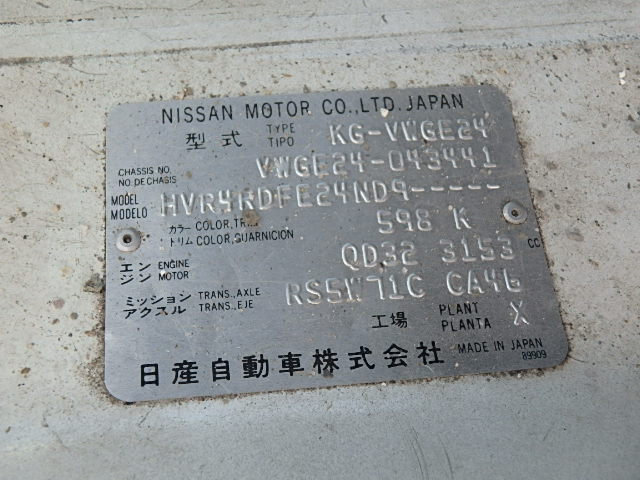 NISSAN MOTOR CO.,LTD. JAPAN
型式 TYPE TIPO KG-VWGE24
CHASSIS NO. NO. DE CHASIS VWGE24-043441
MODEL MODELO HVR4RDFE24ND9-----
カラー COLOR, トリム COLOR,GUARNICION 598 K
エンジン ENGINE MOTOR QD32 3153 CC
ミッション アクスル TRANS.,AXLE TRANS.,EJE RS5W71C CA46
工場 PLANT PLANTA X
日産自動車株式会社 MADE IN JAPAN
89909